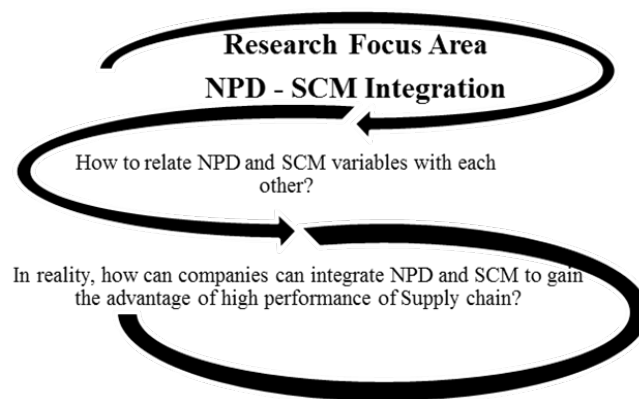 Research Focus Area
NPD - SCM Integration
How to relate NPD and SCM variables with each
other?
In reality, how can companies can integrate NPD and SCM to gain
the advantage of high performance of Supply chain?